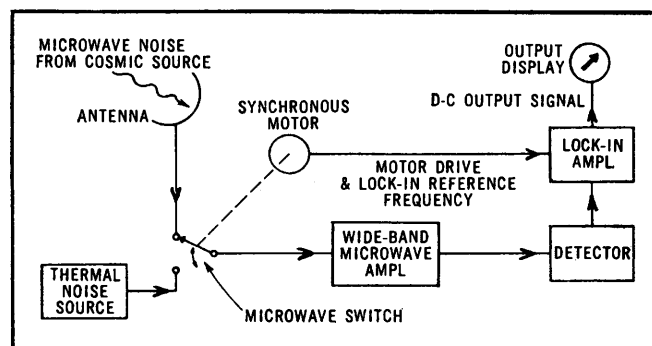 MICROWAVE NOISE
FROM COSMIC SOURCE
ANTENNA
SYNCHRONOUS
MOTOR
OUTPUT
DISPLAY
D-C OUTPUT SIGNAL
LOCK-IN
AMPL
MOTOR DRIVE
& LOCK-IN REFERENCE
FREQUENCY
WIDE-BAND
MICROWAVE
AMPL
DETECTOR
THERMAL
NOISE
SOURCE
MICROWAVE SWITCH